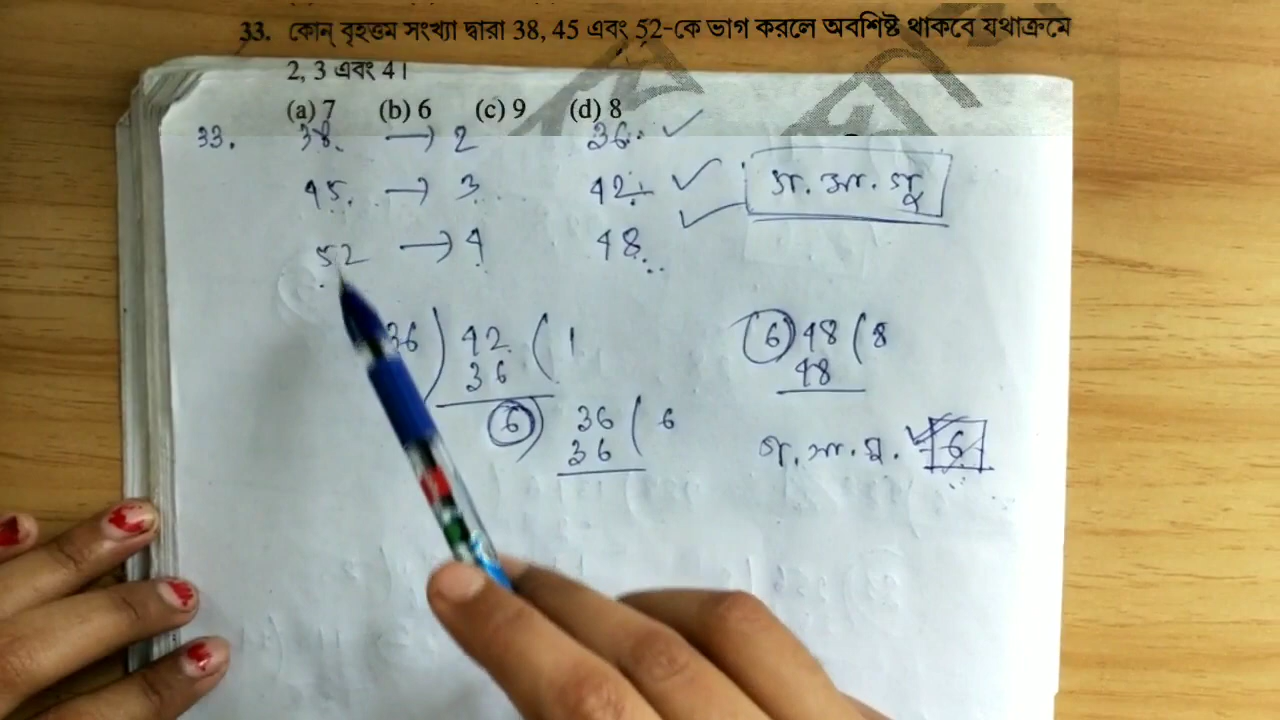 33. কোন্ বৃহত্তম সংখ্যা দ্বারা 38, 45 এবং 52-কে ভাগ করলে অবশিষ্ট থাকবে যথাক্রমে
2, 3 এবং 4।
(a) 7 (b) 6 (c) 9 (d) 8
33. 38 → 2 36 ✓
45 → 3 42 ✓ গ.সা.গু
52 → 4 48 ✓
36) 42 (1
36
6) 36 (6
36
6) 48 (8
48
গ.সা.গু. 6